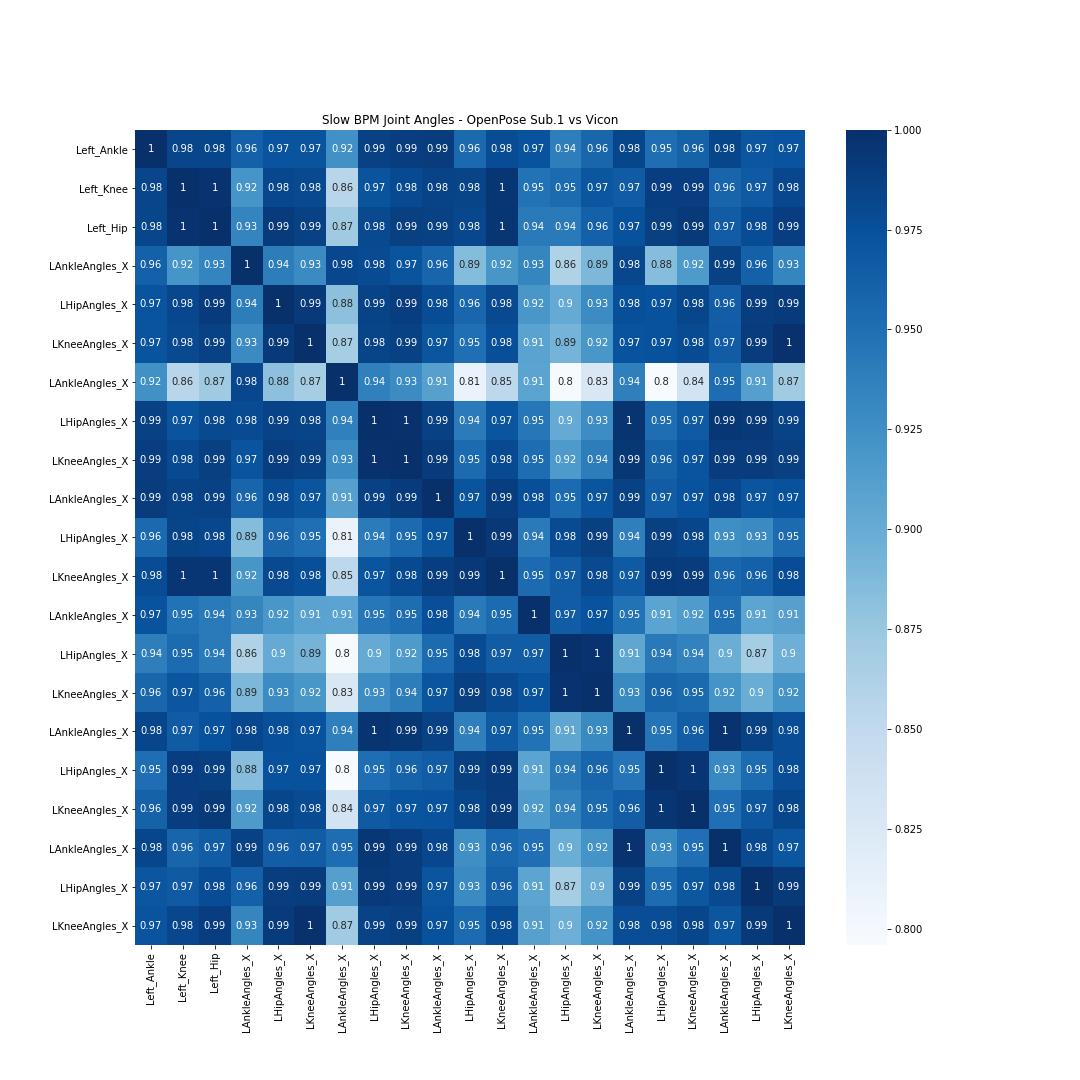 Slow BPM Joint Angles - OpenPose Sub.1 vs Vicon
Left_Ankle 1 0.98 0.98 0.96 0.97 0.97 0.92 0.99 0.99 0.99 0.96 0.98 0.97 0.94 0.96 0.98 0.95 0.96 0.98 0.97 0.97
Left_Knee 0.98 1 1 0.92 0.98 0.98 0.86 0.97 0.98 0.98 0.98 1 0.95 0.95 0.97 0.97 0.99 0.99 0.96 0.97 0.98
Left_Hip 0.98 1 1 0.93 0.99 0.99 0.87 0.98 0.99 0.99 0.98 1 0.94 0.94 0.96 0.97 0.99 0.99 0.97 0.98 0.99
LAnkleAngles_X 0.96 0.92 0.93 1 0.94 0.93 0.98 0.98 0.97 0.96 0.89 0.92 0.93 0.86 0.89 0.98 0.88 0.92 0.99 0.96 0.93
LHipAngles_X 0.97 0.98 0.99 0.94 1 0.99 0.88 0.99 0.99 0.98 0.96 0.98 0.92 0.9 0.93 0.98 0.97 0.98 0.96 0.99 0.99
LKneeAngles_X 0.97 0.98 0.99 0.93 0.99 1 0.87 0.98 0.99 0.97 0.95 0.98 0.91 0.89 0.92 0.97 0.97 0.98 0.97 0.99 1
LAnkleAngles_X 0.92 0.86 0.87 0.98 0.88 0.87 1 0.94 0.93 0.91 0.81 0.85 0.91 0.8 0.83 0.94 0.8 0.84 0.95 0.91 0.87
LHipAngles_X 0.99 0.97 0.98 0.98 0.99 0.98 0.94 1 1 0.99 0.94 0.97 0.95 0.9 0.93 1 0.95 0.97 0.99 0.99 0.99
LKneeAngles_X 0.99 0.98 0.99 0.97 0.99 0.99 0.93 1 1 0.99 0.95 0.98 0.95 0.92 0.94 0.99 0.96 0.97 0.99 0.99 0.99
LAnkleAngles_X 0.99 0.98 0.99 0.96 0.98 0.97 0.91 0.99 0.99 1 0.97 0.99 0.98 0.95 0.97 0.99 0.97 0.97 0.98 0.97 0.97
LHipAngles_X 0.96 0.98 0.98 0.89 0.96 0.95 0.81 0.94 0.95 0.97 1 0.99 0.94 0.98 0.99 0.94 0.99 0.98 0.93 0.93 0.95
LKneeAngles_X 0.98 1 1 0.92 0.98 0.98 0.85 0.97 0.98 0.99 0.99 1 0.95 0.97 0.98 0.97 0.99 0.99 0.96 0.96 0.98
LAnkleAngles_X 0.97 0.95 0.94 0.93 0.92 0.91 0.91 0.95 0.95 0.98 0.94 0.95 1 0.97 0.97 0.95 0.91 0.92 0.95 0.91 0.91
LHipAngles_X 0.94 0.95 0.94 0.86 0.9 0.89 0.8 0.9 0.92 0.95 0.98 0.97 0.97 1 1 0.91 0.94 0.94 0.9 0.87 0.9
LKneeAngles_X 0.96 0.97 0.96 0.89 0.93 0.92 0.83 0.93 0.94 0.97 0.99 0.98 0.97 1 1 0.93 0.96 0.95 0.92 0.9 0.92
LAnkleAngles_X 0.98 0.97 0.97 0.98 0.98 0.97 0.94 1 0.99 0.99 0.94 0.97 0.95 0.91 0.93 1 0.95 0.96 1 0.99 0.98
LHipAngles_X 0.95 0.99 0.99 0.88 0.97 0.97 0.8 0.95 0.96 0.97 0.99 0.99 0.91 0.94 0.96 0.95 1 1 0.93 0.95 0.98
LKneeAngles_X 0.96 0.99 0.99 0.92 0.98 0.98 0.84 0.97 0.97 0.97 0.98 0.99 0.92 0.94 0.95 0.96 1 1 0.95 0.97 0.98
LAnkleAngles_X 0.98 0.96 0.97 0.99 0.96 0.97 0.95 0.99 0.99 0.98 0.93 0.96 0.95 0.9 0.92 1 0.93 0.95 1 0.98 0.97
LHipAngles_X 0.97 0.97 0.98 0.96 0.99 0.99 0.91 0.99 0.99 0.97 0.93 0.96 0.91 0.87 0.9 0.99 0.95 0.97 0.98 1 0.99
LKneeAngles_X 0.97 0.98 0.99 0.93 0.99 1 0.87 0.99 0.99 0.97 0.95 0.98 0.91 0.9 0.92 0.98 0.98 0.98 0.97 0.99 1
Left_Ankle
Left_Knee
Left_Hip
LAnkleAngles_X
LHipAngles_X
LKneeAngles_X
LAnkleAngles_X
LHipAngles_X
LKneeAngles_X
LAnkleAngles_X
LHipAngles_X
LKneeAngles_X
LAnkleAngles_X
LHipAngles_X
LKneeAngles_X
LAnkleAngles_X
LHipAngles_X
LKneeAngles_X
LAnkleAngles_X
LHipAngles_X
LKneeAngles_X
1.000
0.975
0.950
0.925
0.900
0.875
0.850
0.825
0.800